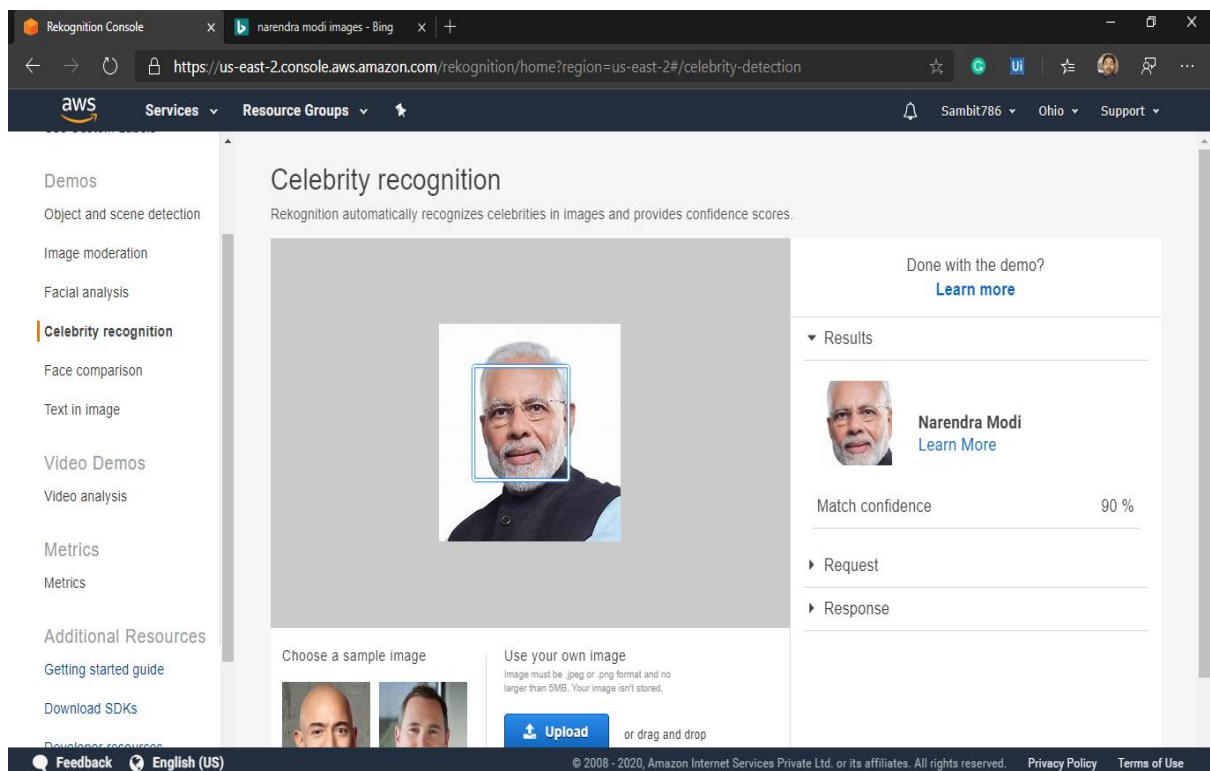 Rekognition Console
narendra modi images - Bing
https://us-east-2.console.aws.amazon.com/rekognition/home?region=us-east-2#/celebrity-detection
aws Services Resource Groups Sambit786 Ohio Support
Use Custom Labels
Demos
Object and scene detection
Image moderation
Facial analysis
Celebrity recognition
Face comparison
Text in image
Video Demos
Video analysis
Metrics
Metrics
Additional Resources
Getting started guide
Download SDKs
Developer resources
Celebrity recognition
Rekognition automatically recognizes celebrities in images and provides confidence scores.
Done with the demo?
Learn more
Results
Narendra Modi
Learn More
Match confidence 90 %
Request
Response
Choose a sample image
Use your own image
Image must be .jpeg or .png format and no
larger than 5MB. Your image isn't stored.
Upload or drag and drop
Feedback English (US) © 2008 - 2020, Amazon Internet Services Private Ltd. or its affiliates. All rights reserved. Privacy Policy Terms of Use